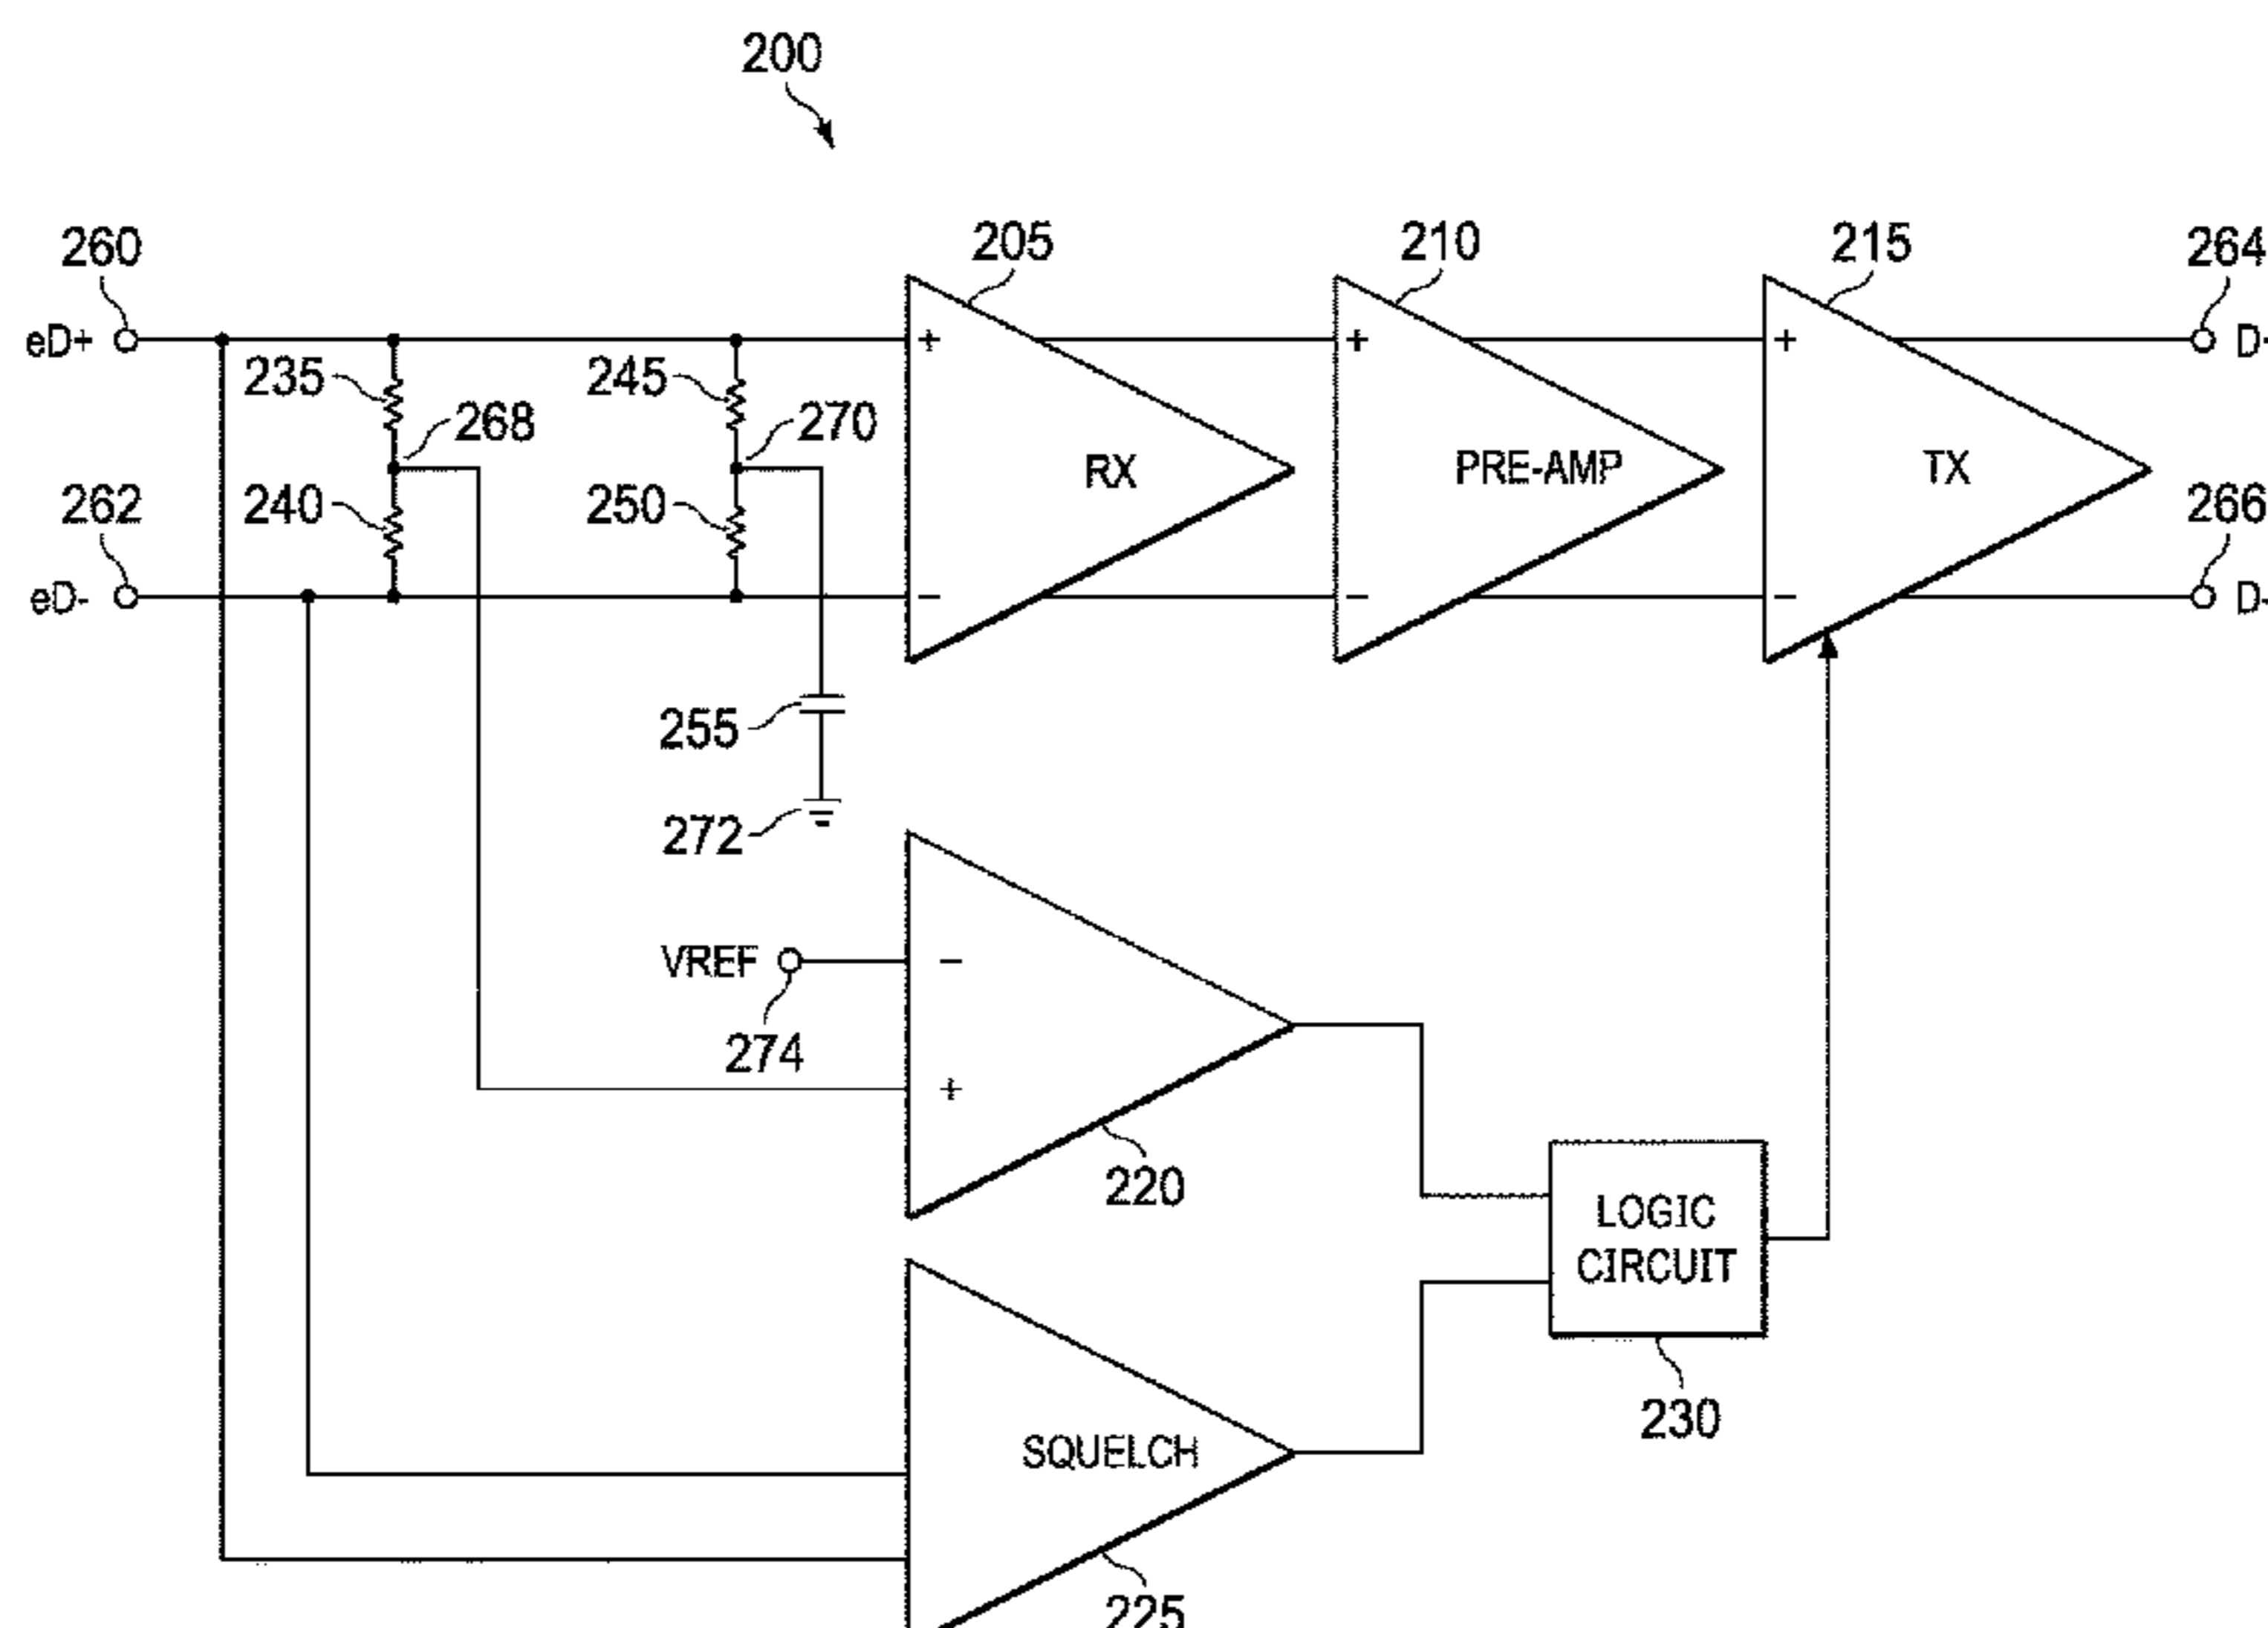 200
260
205
210
215
264
eD+
+
+
+
D
235
245
268
270
RX
PRE-AMP
TX
262
240
250
266
eD-
-
-
-
D
255
272
VREF
-
274
+
220
LOGIC
CIRCUIT
SQUELCH
230
225